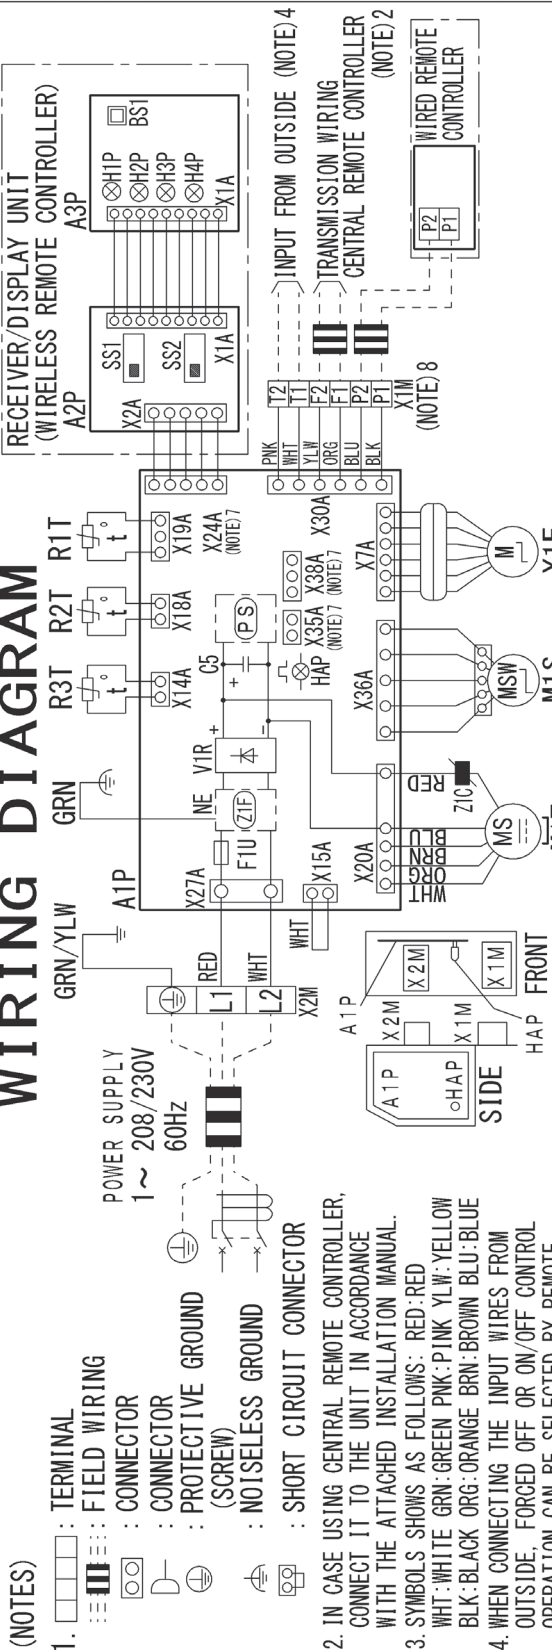 WIRING DIAGRAM
RECEIVER/DISPLAY UNIT
(WIRELESS REMOTE CONTROLLER)
A2P
A3P
SS1
SS2
X2A
X1A
X1A
H1P
H2P
H3P
H4P
BS1
GRN/YLW
GRN
R3T
R2T
R1T
t°
t°
t°
A1P
X14A
X18A
X19A
X24A
(NOTE)7
POWER SUPPLY
1~ 208/230V
60Hz
L1
L2
X2M
RED
WHT
X27A
F1U
NE
Z1F
V1R
+
-
C5
+
PS
HAP
X35A
(NOTE)7
X38A
(NOTE)7
X30A
PNK
WHT
YLW
ORG
BLU
BLK
T2
T1
F2
F1
P2
P1
X1M
(NOTE)8
INPUT FROM OUTSIDE (NOTE)4
TRANSMISSION WIRING
CENTRAL REMOTE CONTROLLER
(NOTE)2
P2
P1
WIRED REMOTE
CONTROLLER
WHT
X15A
X20A
X36A
X7A
WHT
ORG
BRN
BLU
RED
Z1C
MS
MSW
M
M1S
Y1E
A1P
X2M
X1M
HAP
A1P
HAP
SIDE
X2M
X1M
FRONT
(NOTES)
1.
: TERMINAL
: FIELD WIRING
: CONNECTOR
: CONNECTOR
: PROTECTIVE GROUND
(SCREW)
: NOISELESS GROUND
: SHORT CIRCUIT CONNECTOR
2. IN CASE USING CENTRAL REMOTE CONTROLLER,
CONNECT IT TO THE UNIT IN ACCORDANCE
WITH THE ATTACHED INSTALLATION MANUAL.
3. SYMBOLS SHOWS AS FOLLOWS: RED:RED
WHT:WHITE GRN:GREEN PNK:PINK YLW:YELLOW
BLK:BLACK ORG:ORANGE BRN:BROWN BLU:BLUE
4. WHEN CONNECTING THE INPUT WIRES FROM
OUTSIDE, FORCED OFF OR ON/OFF CONTROL
OPERATION CAN BE SELECTED BY REMOTE